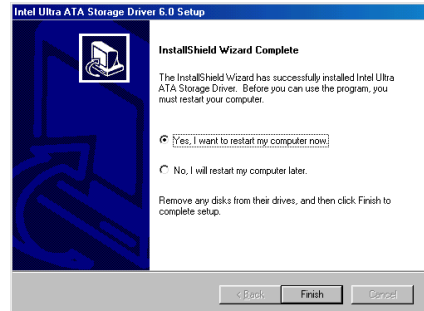 Intel Ultra ATA Storage Driver 6.0 Setup
InstallShield Wizard Complete
The InstallShield Wizard has successfully installed Intel Ultra
ATA Storage Driver. Before you can use the program, you
must restart your computer.
Yes, I want to restart my computer now.
No, I will restart my computer later.
Remove any disks from their drives, and then click Finish to
complete setup.
< Back
Finish
Cancel